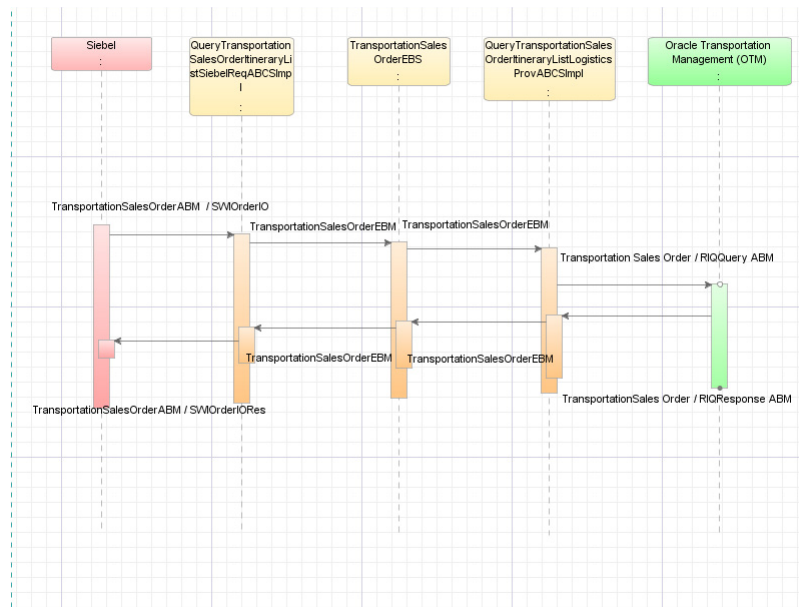 Siebel
:
QueryTransportation
SalesOrderItineraryLi
stSiebelReqABCSImp
l
:
TransportationSales
OrderEBS
:
QueryTransportationSales
OrderItineraryListLogistics
ProvABCSImpl
:
Oracle Transportation
Management (OTM)
:
TransportationSalesOrderABM / SWIOrderIO
TransportationSalesOrderEBM
TransportationSalesOrderEBM
Transportation Sales Order / RIQQuery ABM
TransportationSalesOrderEBM
TransportationSalesOrderEBM
TransportationSales Order / RIQResponse ABM
TransportationSalesOrderABM / SWIOrderIORes